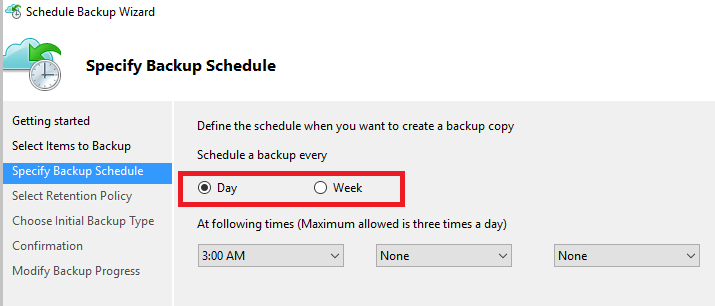 Schedule Backup Wizard
Specify Backup Schedule
Getting started
Select Items to Backup
Specify Backup Schedule
Select Retention Policy
Choose Initial Backup Type
Confirmation
Modify Backup Progress
Define the schedule when you want to create a backup copy
Schedule a backup every
Day Week
At following times (Maximum allowed is three times a day)
3:00 AM None None